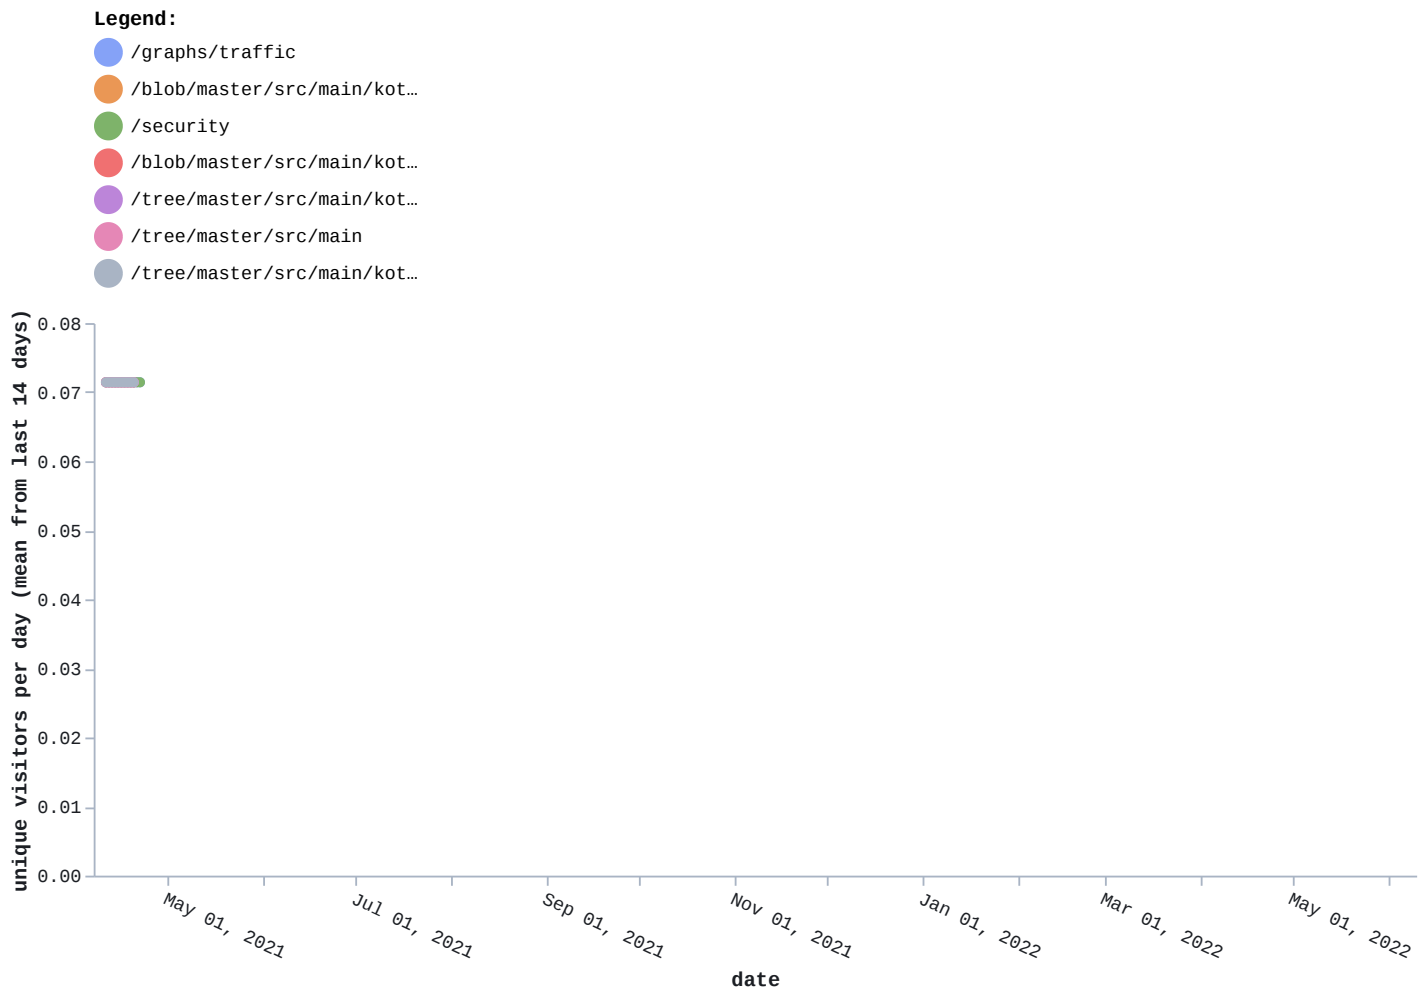 Legend:
/graphs/traffic
/blob/master/src/main/kot…
/security
/blob/master/src/main/kot…
/tree/master/src/main/kot…
/tree/master/src/main
/tree/master/src/main/kot…
unique visitors per day (mean from last 14 days)
0.08
0.07
0.06
0.05
0.04
0.03
0.02
0.01
0.00
May 01, 2021
Jul 01, 2021
Sep 01, 2021
Nov 01, 2021
Jan 01, 2022
Mar 01, 2022
May 01, 2022
date